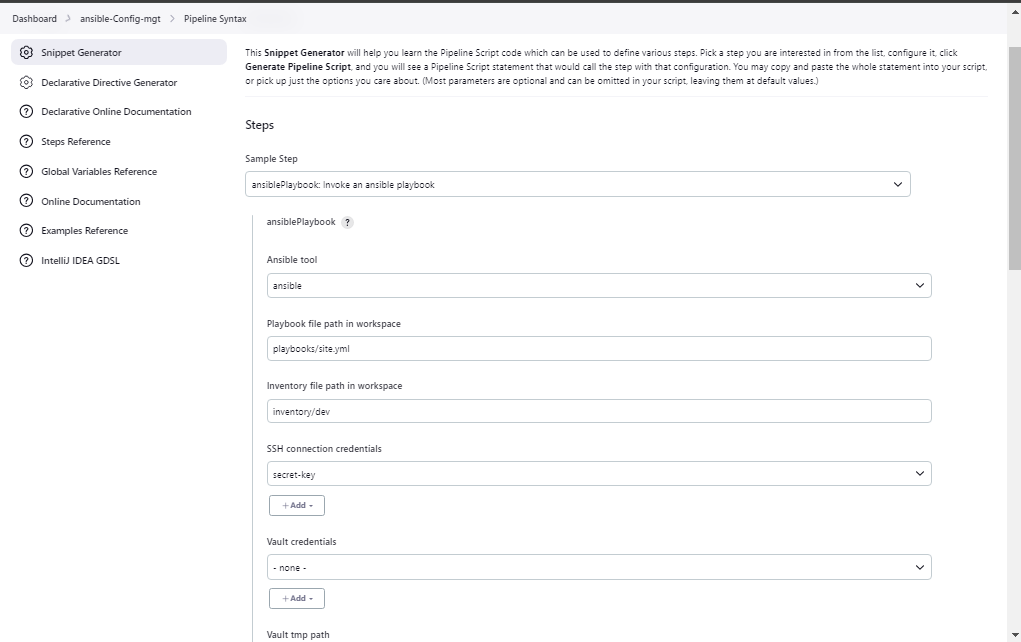 Dashboard > ansible-Config-mgt > Pipeline Syntax
Snippet Generator
Declarative Directive Generator
Declarative Online Documentation
Steps Reference
Global Variables Reference
Online Documentation
Examples Reference
IntelliJ IDEA GDSL
This Snippet Generator will help you learn the Pipeline Script code which can be used to define various steps. Pick a step you are interested in from the list, configure it, click
Generate Pipeline Script, and you will see a Pipeline Script statement that would call the step with that configuration. You may copy and paste the whole statement into your script,
or pick up just the options you care about. (Most parameters are optional and can be omitted in your script, leaving them at default values.)
Steps
Sample Step
ansiblePlaybook: Invoke an ansible playbook
ansiblePlaybook ?
Ansible tool
ansible
Playbook file path in workspace
playbooks/site.yml
Inventory file path in workspace
inventory/dev
SSH connection credentials
secret-key
+ Add
Vault credentials
- none -
+ Add
Vault tmp path